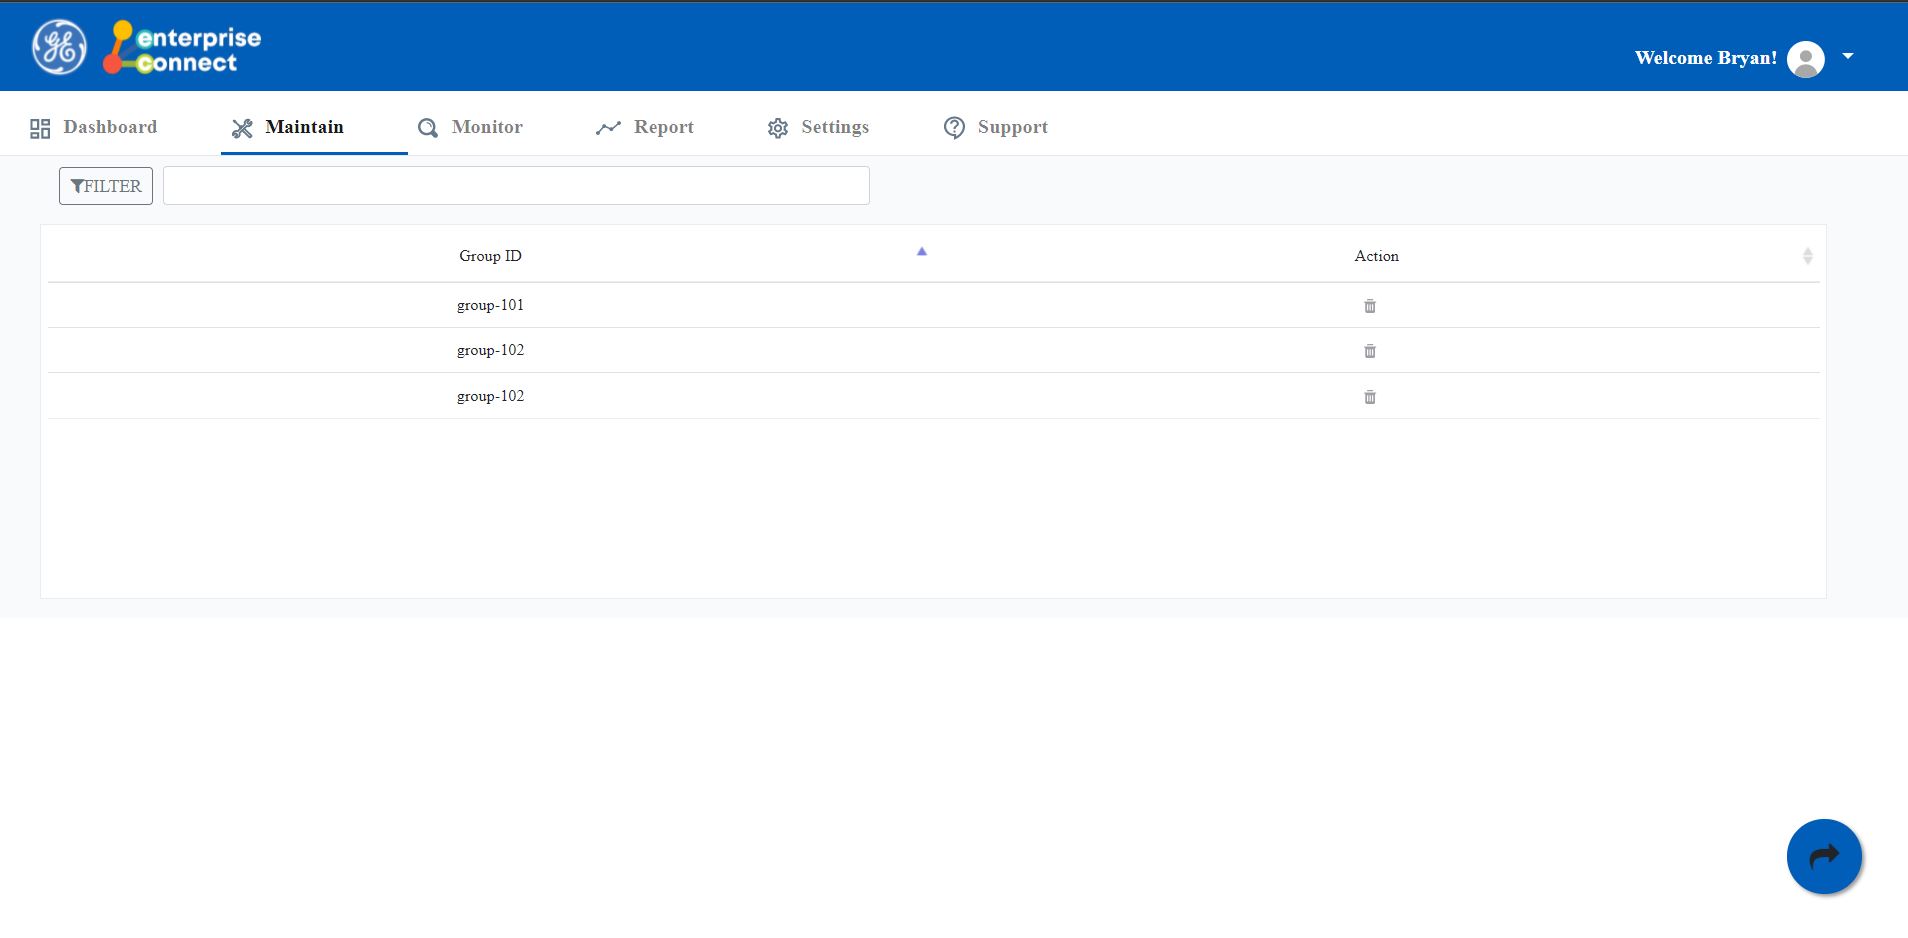 enterprise
connect
Welcome Bryan!
Dashboard Maintain Monitor Report Settings Support
FILTER
Group ID Action
group-101
group-102
group-102